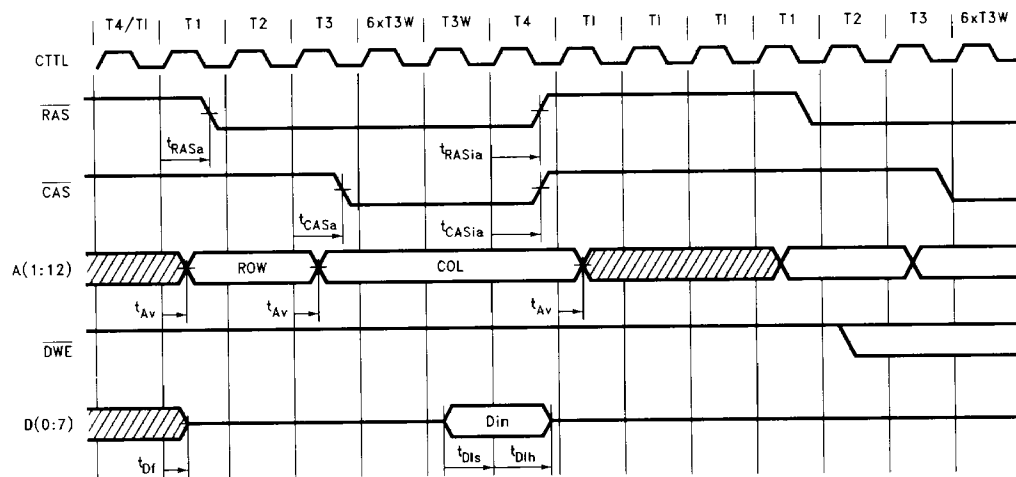 T4/TI T1 T2 T3 6xT3W T3W T4 TI TI TI T1 T2 T3 6xT3W
CTTL
RAS
tRASa tRASia
CAS
tCASa tCASia
A(1:12) ROW COL
tAv tAv tAv
DWE
D(0:7) Din
tDf tDIs tDIh